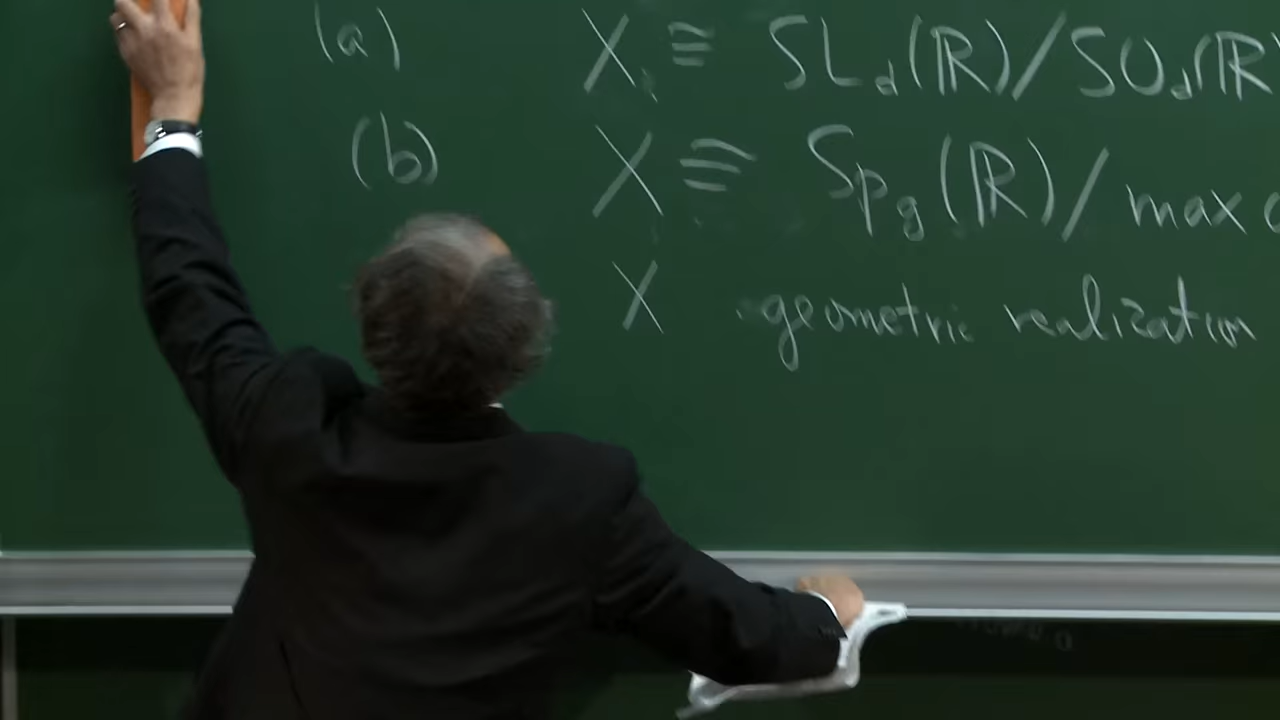 (a) X ≅ SL_d(ℝ)/SO_d(ℝ
(b) X ≅ Sp_g(ℝ)/max c
X geometric realization